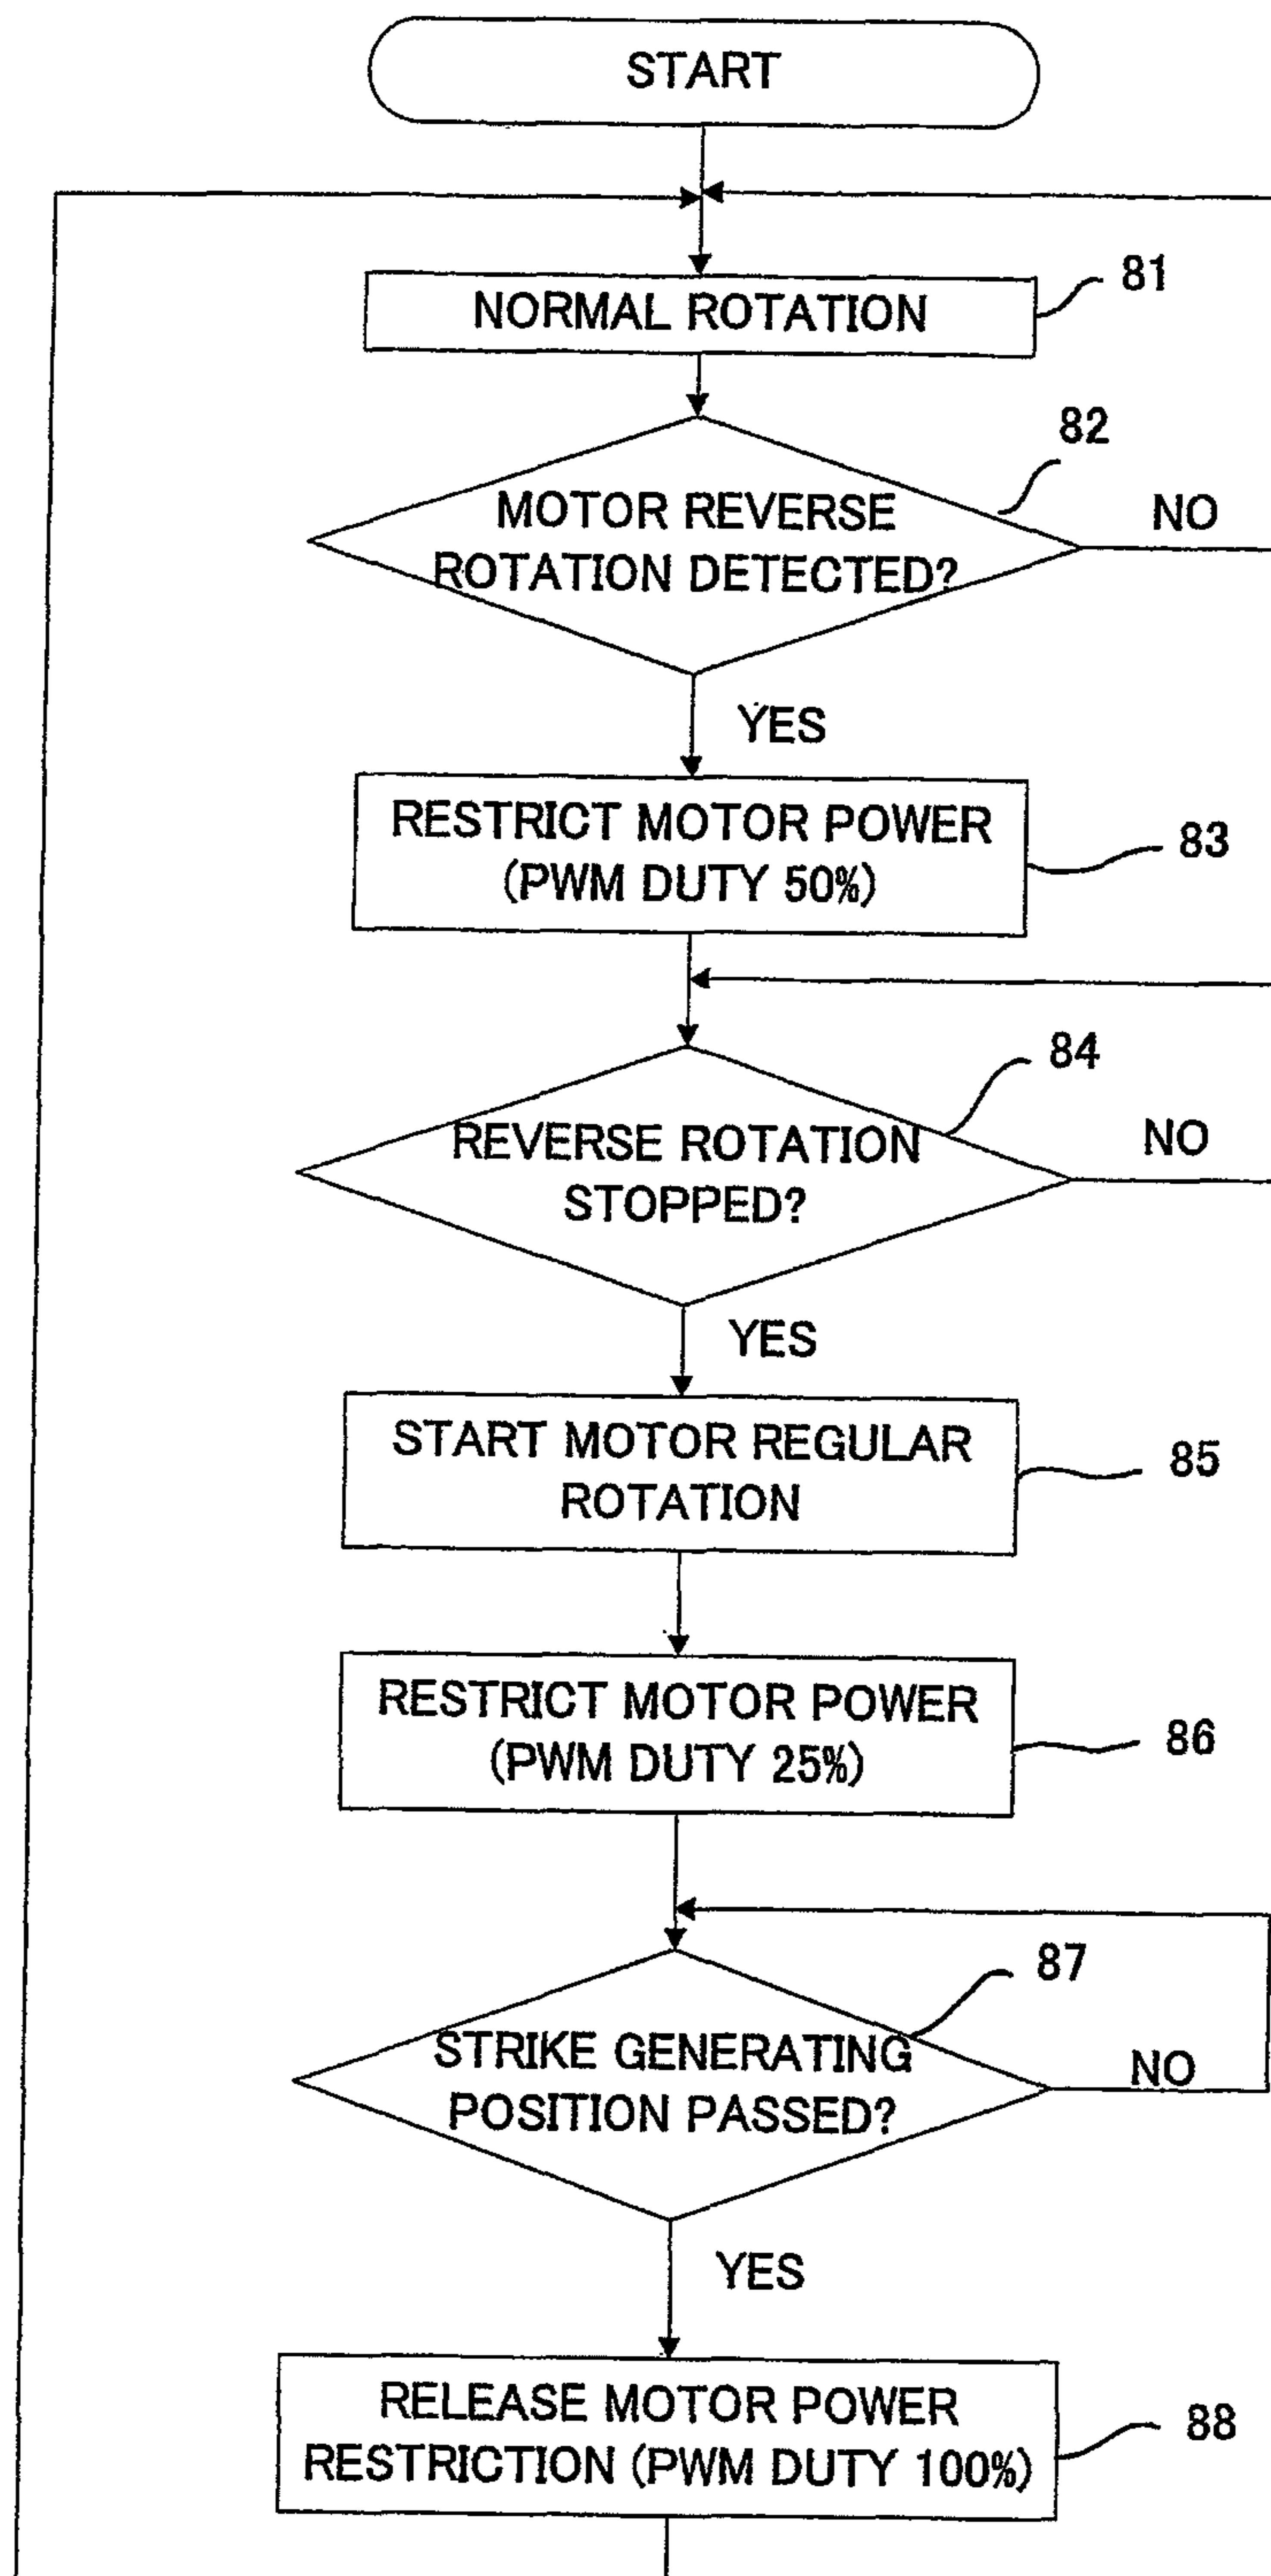 START
81
NORMAL ROTATION
82
MOTOR REVERSE
ROTATION DETECTED?
NO
YES
RESTRICT MOTOR POWER
(PWM DUTY 50%)
83
84
REVERSE ROTATION
STOPPED?
NO
YES
START MOTOR REGULAR
ROTATION
85
RESTRICT MOTOR POWER
(PWM DUTY 25%)
86
87
STRIKE GENERATING
POSITION PASSED?
NO
YES
RELEASE MOTOR POWER
RESTRICTION (PWM DUTY 100%)
88